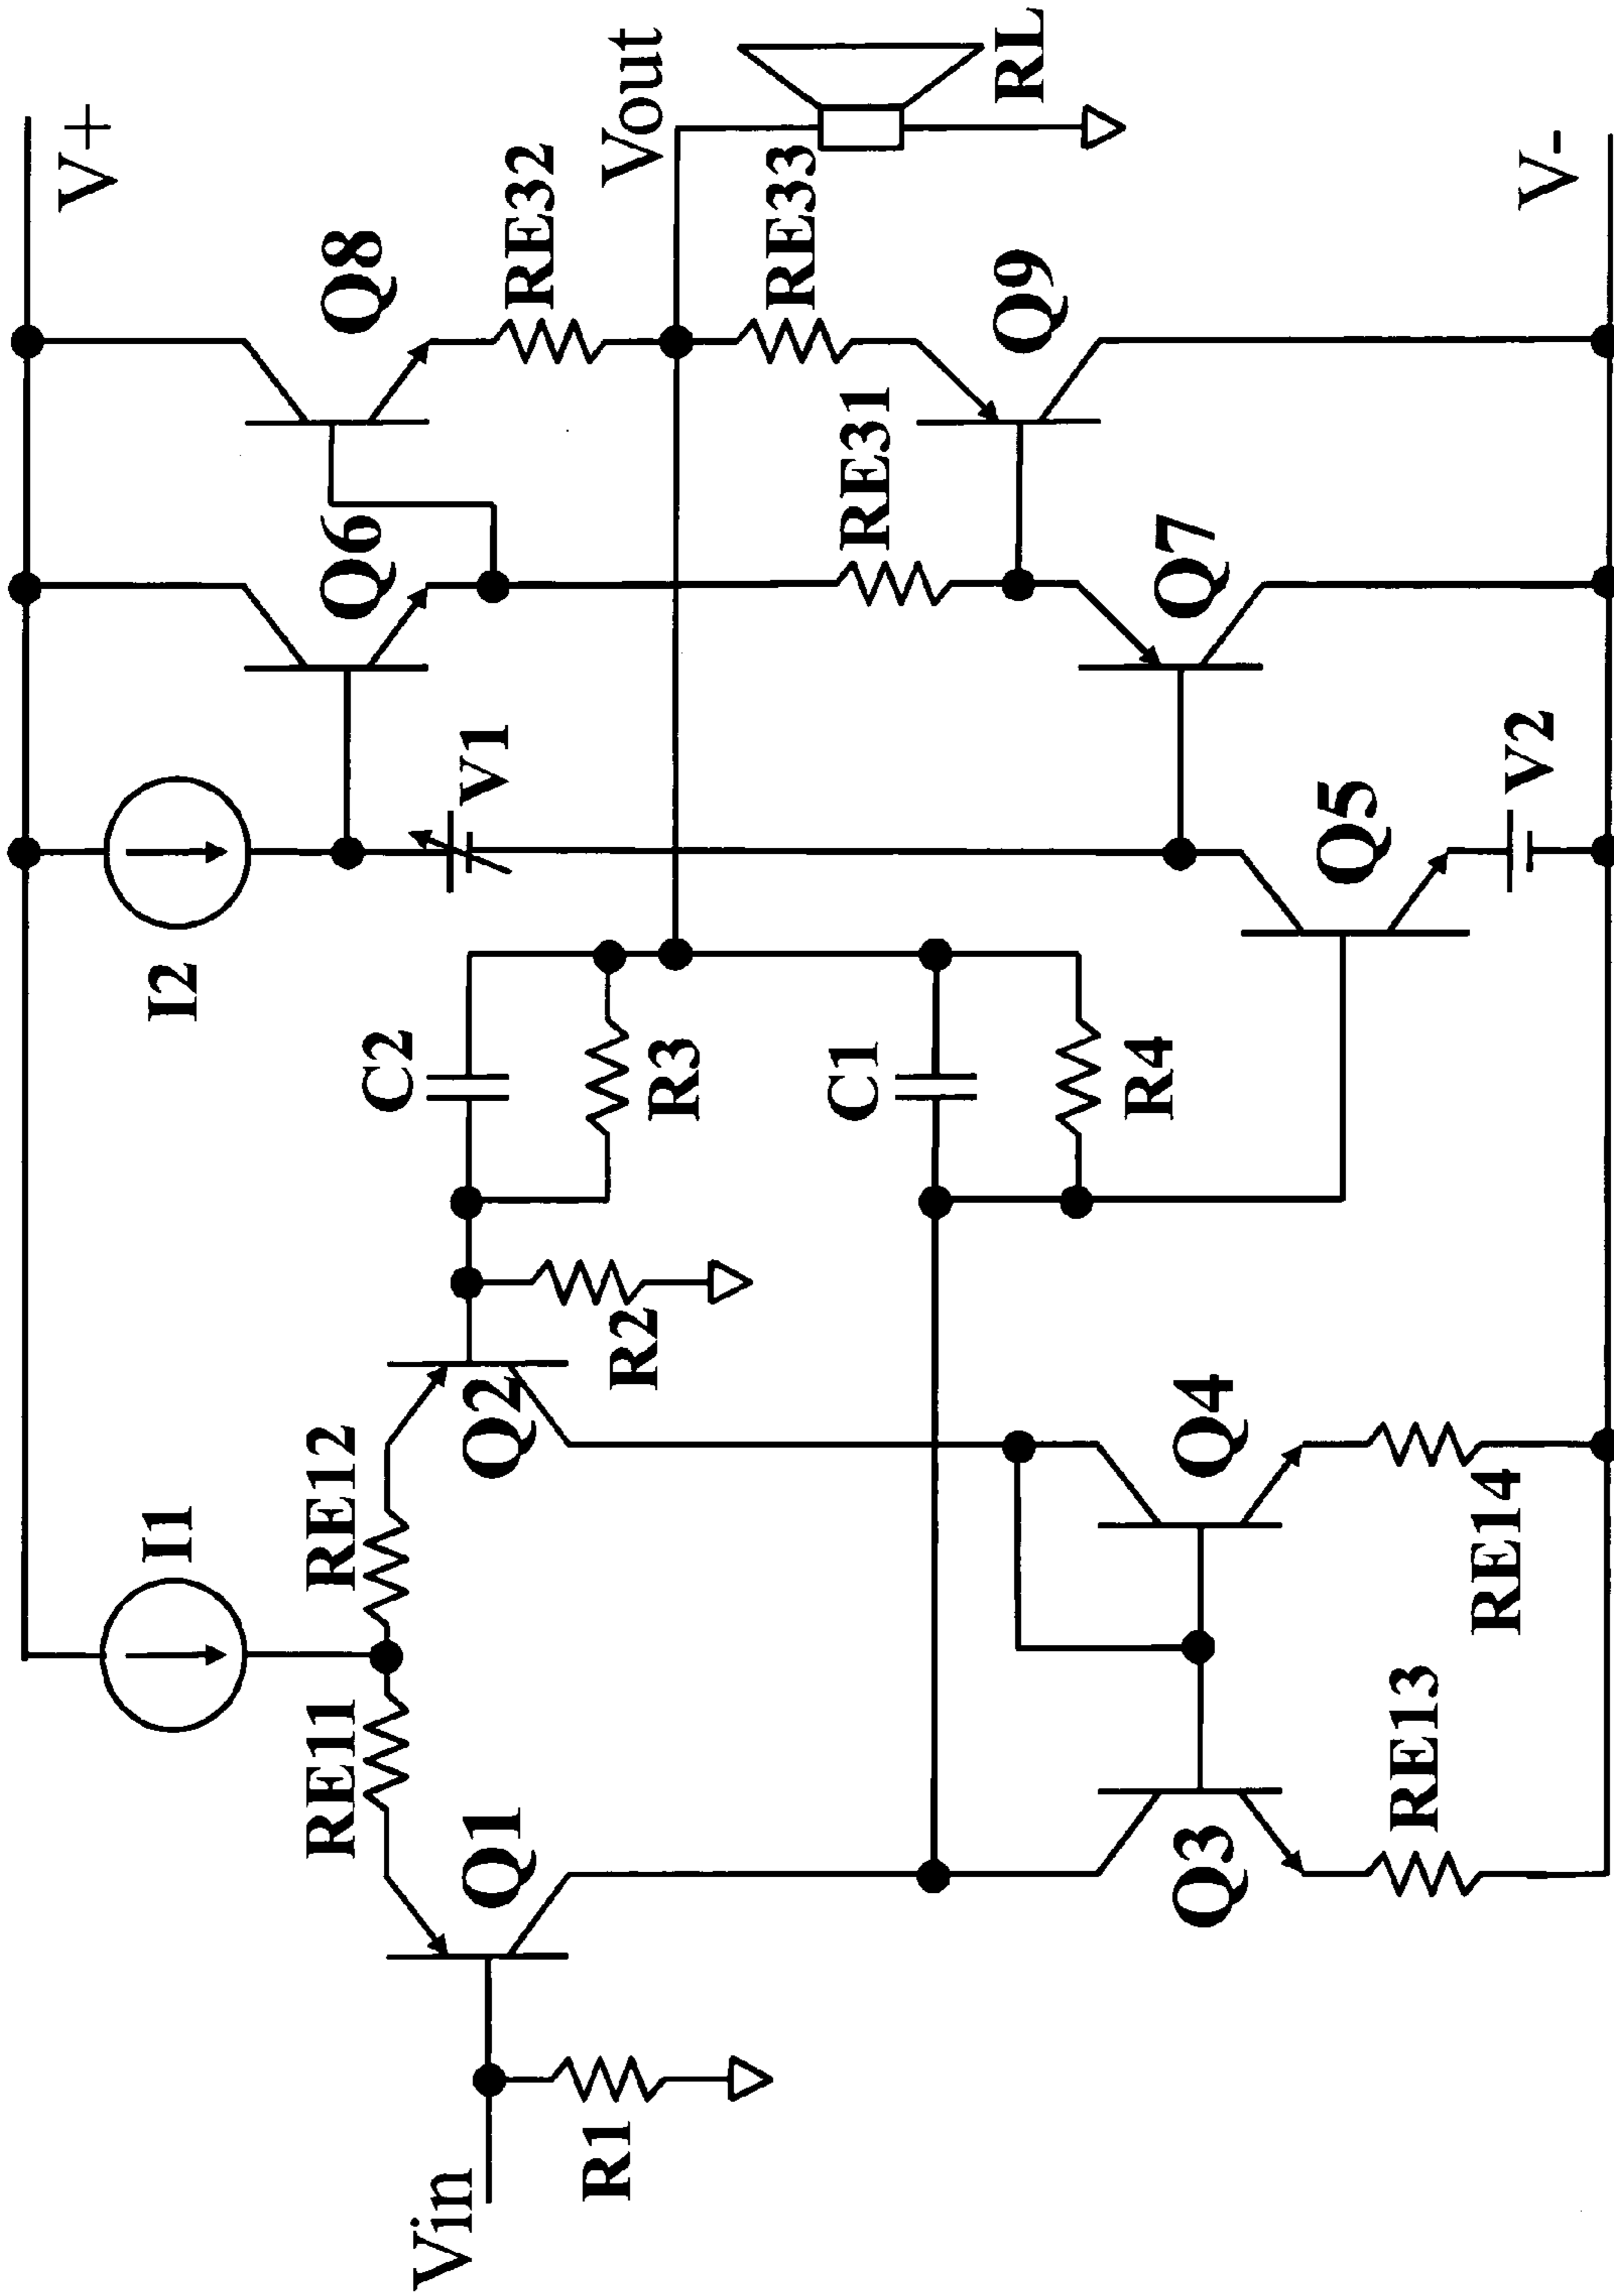 V+
I1
I2
Q6
Q8
RE11
RE12
C2
V1
RE32
Vin
Q1
Q2
R3
Vout
R1
R2
C1
RE31
RE33
RL
R4
Q9
Q3
Q4
Q5
Q7
RE13
RE14
V2
V-